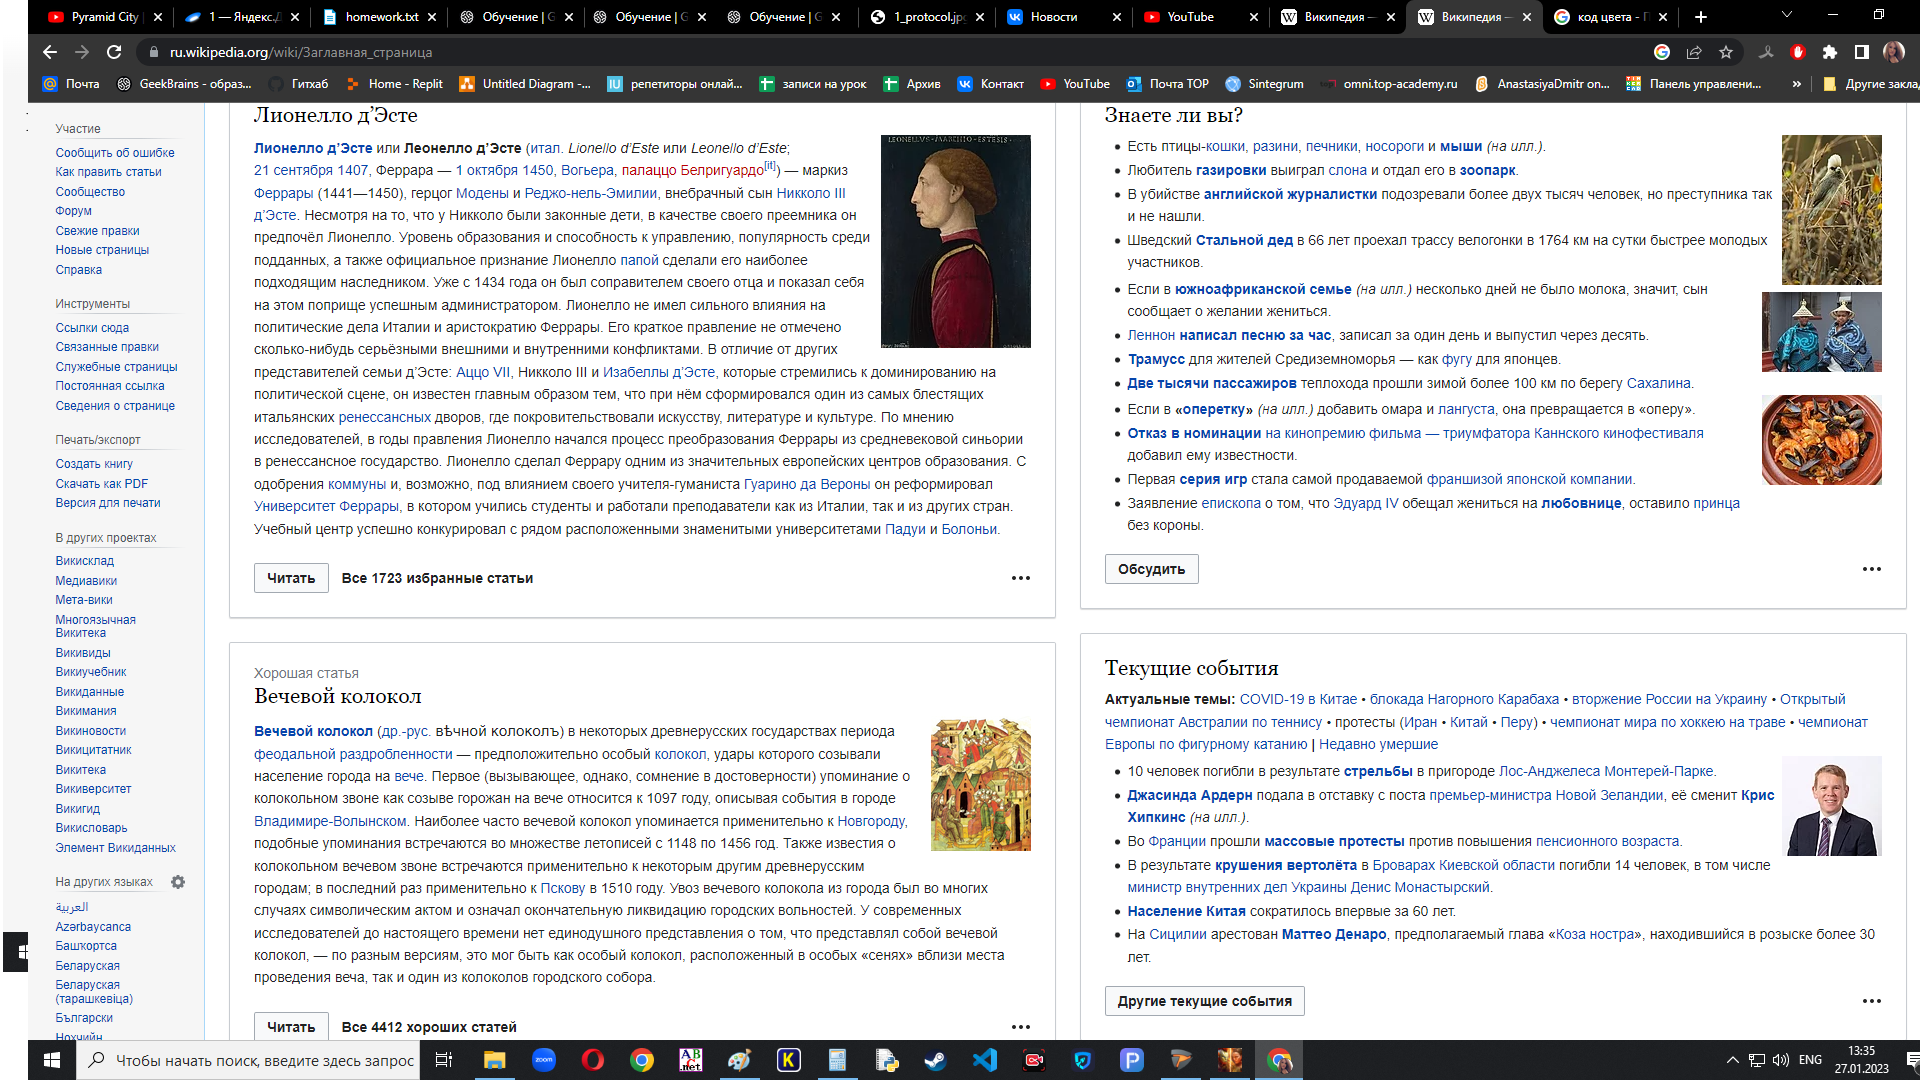 Pyramid City
1 — Яндекс.Д
homework.txt
Обучение | G
Обучение | G
Обучение | G
1_protocol.jp
Новости
YouTube
Википедия —
Википедия —
код цвета - П
ru.wikipedia.org/wiki/Заглавная_страница
Почта
GeekBrains - образ...
Гитхаб
Home - Replit
Untitled Diagram -...
репетиторы онлай...
записи на урок
Архив
Контакт
YouTube
Почта TOP
Sintegrum
omni.top-academy.ru
AnastasiyaDmitr on...
Панель управлени...
»
Другие закла
Участие
Сообщить об ошибке
Как править статьи
Сообщество
Форум
Свежие правки
Новые страницы
Справка
Инструменты
Ссылки сюда
Связанные правки
Служебные страницы
Постоянная ссылка
Сведения о странице
Печать/экспорт
Создать книгу
Скачать как PDF
Версия для печати
В других проектах
Викисклад
Медиавики
Мета-вики
Многоязычная
Викитека
Викивиды
Викиучебник
Викиданные
Викимания
Викиновости
Викицитатник
Викитека
Викиверситет
Викигид
Викисловарь
Элемент Викиданных
На других языках
العربية
Azərbaycanca
Башҡортса
Беларуская
Беларуская
(тарашкевіца)
Български
Нохчийн
Лионелло д’Эсте
Лионелло д’Эсте или Леонелло д’Эсте (итал. Lionello d’Este или Leonello d’Este;
21 сентября 1407, Феррара — 1 октября 1450, Вогьера, палаццо Белригуардо[it]) — маркиз
Феррары (1441—1450), герцог Модены и Реджо-нель-Эмилии, внебрачный сын Никколо III
д’Эсте. Несмотря на то, что у Никколо были законные дети, в качестве своего преемника он
предпочёл Лионелло. Уровень образования и способность к управлению, популярность среди
подданных, а также официальное признание Лионелло папой сделали его наиболее
подходящим наследником. Уже с 1434 года он был соправителем своего отца и показал себя
на этом поприще успешным администратором. Лионелло не имел сильного влияния на
политические дела Италии и аристократию Феррары. Его краткое правление не отмечено
сколько-нибудь серьёзными внешними и внутренними конфликтами. В отличие от других
представителей семьи д’Эсте: Аццо VII, Никколо III и Изабеллы д’Эсте, которые стремились к доминированию на
политической сцене, он известен главным образом тем, что при нём сформировался один из самых блестящих
итальянских ренессансных дворов, где покровительствовали искусству, литературе и культуре. По мнению
исследователей, в годы правления Лионелло начался процесс преобразования Феррары из средневековой синьории
в ренессансное государство. Лионелло сделал Феррару одним из значительных европейских центров образования. С
одобрения коммуны и, возможно, под влиянием своего учителя-гуманиста Гуарино да Вероны он реформировал
Университет Феррары, в котором учились студенты и работали преподаватели как из Италии, так и из других стран.
Учебный центр успешно конкурировал с рядом расположенными знаменитыми университетами Падуи и Болоньи.
Читать
Все 1723 избранные статьи
Хорошая статья
Вечевой колокол
Вечевой колокол (др.-рус. вѣчной колоколъ) в некоторых древнерусских государствах периода
феодальной раздробленности — предположительно особый колокол, удары которого созывали
население города на вече. Первое (вызывающее, однако, сомнение в достоверности) упоминание о
колокольном звоне как созыве горожан на вече относится к 1097 году, описывая события в городе
Владимире-Волынском. Наиболее часто вечевой колокол упоминается применительно к Новгороду,
подобные упоминания встречаются во множестве летописей с 1148 по 1456 год. Также известия о
колокольном вечевом звоне встречаются применительно к некоторым другим древнерусским
городам; в последний раз применительно к Пскову в 1510 году. Увоз вечевого колокола из города был во многих
случаях символическим актом и означал окончательную ликвидацию городских вольностей. У современных
исследователей до настоящего времени нет единодушного представления о том, что представлял собой вечевой
колокол, — по разным версиям, это мог быть как особый колокол, расположенный в особых «сенях» вблизи места
проведения веча, так и один из колоколов городского собора.
Читать
Все 4412 хороших статей
Знаете ли вы?
Есть птицы-кошки, разини, печники, носороги и мыши (на илл.).
Любитель газировки выиграл слона и отдал его в зоопарк.
В убийстве английской журналистки подозревали более двух тысяч человек, но преступника так
и не нашли.
Шведский Стальной дед в 66 лет проехал трассу велогонки в 1764 км на сутки быстрее молодых
участников.
Если в южноафриканской семье (на илл.) несколько дней не было молока, значит, сын
сообщает о желании жениться.
Леннон написал песню за час, записал за один день и выпустил через десять.
Трамусс для жителей Средиземноморья — как фугу для японцев.
Две тысячи пассажиров теплохода прошли зимой более 100 км по берегу Сахалина.
Если в «оперетку» (на илл.) добавить омара и лангуста, она превращается в «оперу».
Отказ в номинации на кинопремию фильма — триумфатора Каннского кинофестиваля
добавил ему известности.
Первая серия игр стала самой продаваемой франшизой японской компании.
Заявление епископа о том, что Эдуард IV обещал жениться на любовнице, оставило принца
без короны.
Обсудить
Текущие события
Актуальные темы: COVID-19 в Китае • блокада Нагорного Карабаха • вторжение России на Украину • Открытый
чемпионат Австралии по теннису • протесты (Иран • Китай • Перу) • чемпионат мира по хоккею на траве • чемпионат
Европы по фигурному катанию | Недавно умершие
10 человек погибли в результате стрельбы в пригороде Лос-Анджелеса Монтерей-Парке.
Джасинда Ардерн подала в отставку с поста премьер-министра Новой Зеландии, её сменит Крис
Хипкинс (на илл.).
Во Франции прошли массовые протесты против повышения пенсионного возраста.
В результате крушения вертолёта в Броварах Киевской области погибли 14 человек, в том числе
министр внутренних дел Украины Денис Монастырский.
Население Китая сократилось впервые за 60 лет.
На Сицилии арестован Маттео Денаро, предполагаемый глава «Коза ностра», находившийся в розыске более 30
лет.
Другие текущие события
Чтобы начать поиск, введите здесь запрос
ENG
13:35
27.01.2023